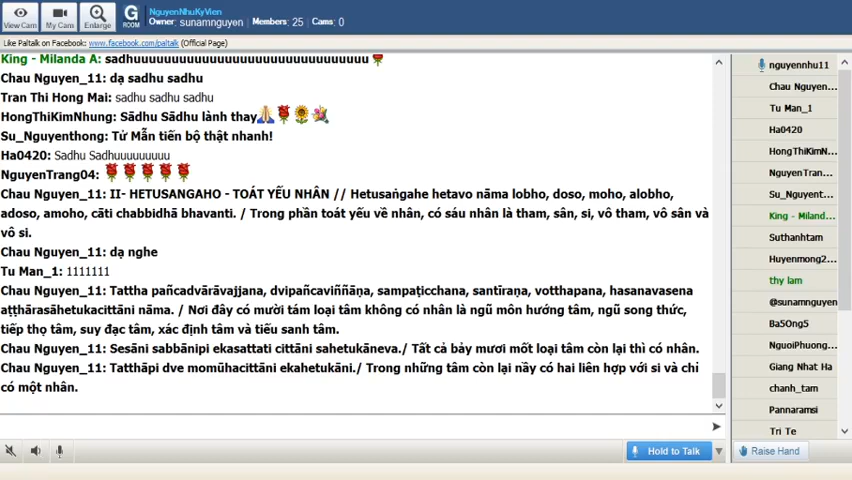 NguyenNhuKyVien
Owner: sunamnguyen Members: 25 Cams: 0
View Cam My Cam Enlarge G ROOM
Like Paltalk on Facebook: www.facebook.com/paltalk (Official Page)
King - Milanda A: sadhuuuuuuuuuuuuuuuuuuuuuuuuuuuuuuuuuu
Chau Nguyen_11: dạ sadhu sadhu
Tran Thi Hong Mai: sadhu sadhu sadhu
HongThiKimNhung: Sādhu Sādhu lành thay
Su_Nguyenthong: Tử Mẫn tiến bộ thật nhanh!
Ha0420: Sadhu Sadhuuuuuuuuu
NguyenTrang04:
Chau Nguyen_11: II- HETUSANGAHO - TOÁT YẾU NHÂN // Hetusaṅgahe hetavo nāma lobho, doso, moho, alobho,
adoso, amoho, cāti chabbidhā bhavanti. / Trong phần toát yếu về nhân, có sáu nhân là tham, sân, si, vô tham, vô sân và
vô si.
Chau Nguyen_11: dạ nghe
Tu Man_1: 1111111
Chau Nguyen_11: Tattha pañcadvārāvajjana, dvipañcaviññāṇa, sampaṭicchana, santīraṇa, votthapana, hasanavasena
aṭṭhārasāhetukacittāni nāma. / Nơi đây có mười tám loại tâm không có nhân là ngũ môn hướng tâm, ngũ song thức,
tiếp thọ tâm, suy đạc tâm, xác định tâm và tiếu sanh tâm.
Chau Nguyen_11: Sesāni sabbānipi ekasattati cittāni sahetukāneva./ Tất cả bảy mươi mốt loại tâm còn lại thì có nhân.
Chau Nguyen_11: Tatthāpi dve momūhacittāni ekahetukāni./ Trong những tâm còn lại nầy có hai liên hợp với si và chỉ
có một nhân.
Hold to Talk
nguyennhu11
Chau Nguyen...
Tu Man_1
Ha0420
HongThiKimN...
NguyenTran...
Su_Nguyent...
King - Miland...
Suthanhtam
Huyenmong2...
thy lam
@sunamnguyen
Ba5Ong5
NguoiPhuong...
Giang Nhat Ha
chanh_tam
Pannaramsi
Tri Te
Raise Hand